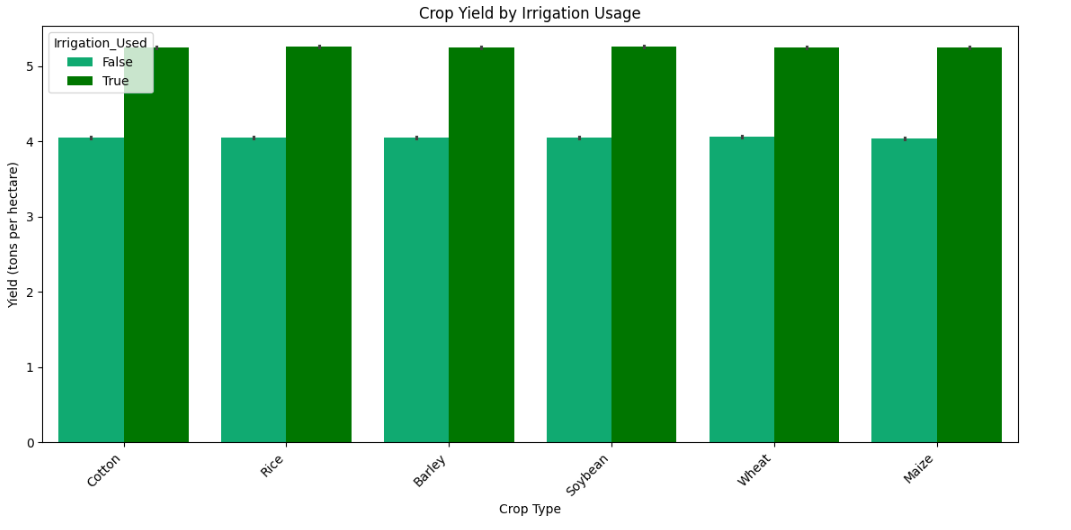 Crop Yield by Irrigation Usage
Irrigation_Used
False
True
Yield (tons per hectare)
5
4
3
2
1
0
Cotton
Rice
Barley
Soybean
Wheat
Maize
Crop Type